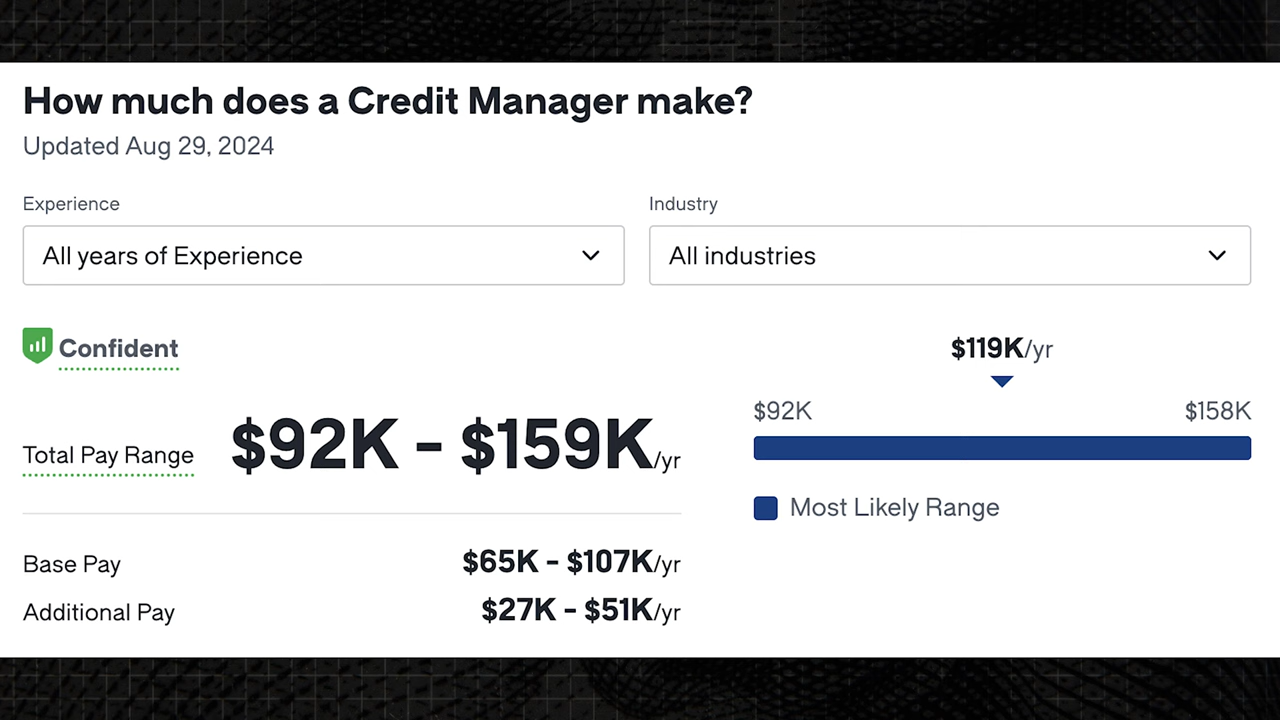 How much does a Credit Manager make?
Updated Aug 29, 2024
Experience
Industry
All years of Experience
All industries
Confident
Total Pay Range $92K - $159K/yr
Base Pay $65K - $107K/yr
Additional Pay $27K - $51K/yr
$119K/yr
$92K $158K
Most Likely Range